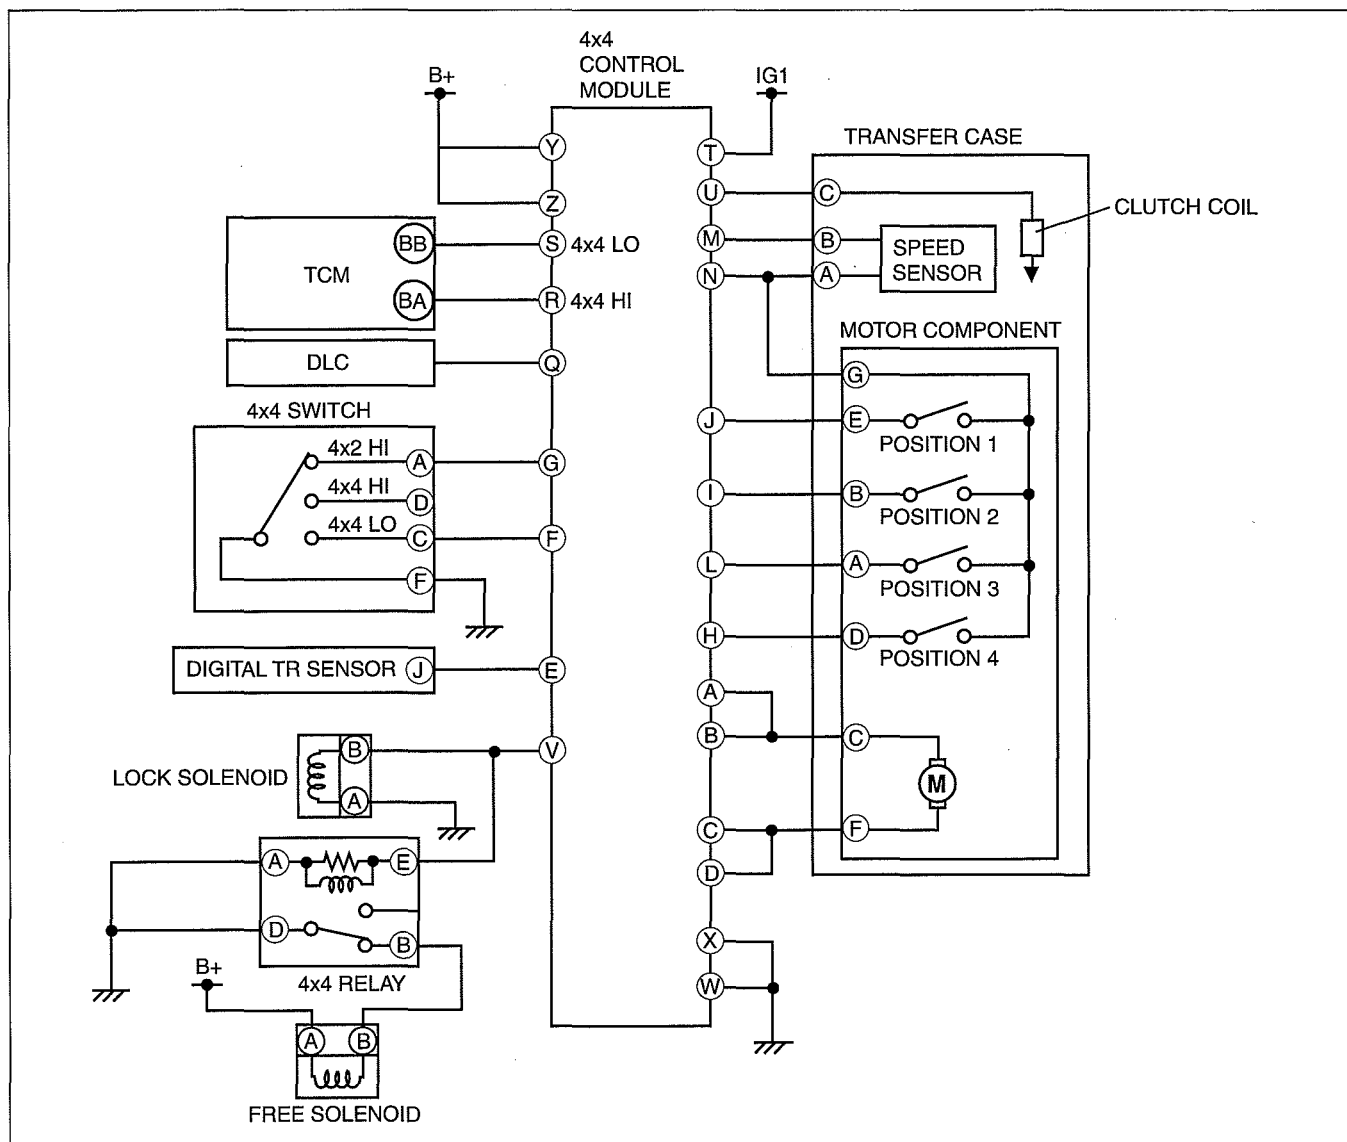 4x4
CONTROL
MODULE
B+
IG1
TRANSFER CASE
Y
T
Z
U
C
CLUTCH COIL
TCM
BB
S
4x4 LO
M
B
SPEED
SENSOR
N
A
BA
R
4x4 HI
DLC
Q
MOTOR COMPONENT
G
4x4 SWITCH
J
E
POSITION 1
4x2 HI
A
G
4x4 HI
D
I
B
POSITION 2
4x4 LO
C
F
L
A
POSITION 3
F
H
D
POSITION 4
DIGITAL TR SENSOR
J
E
A
B
C
LOCK SOLENOID
B
A
V
M
C
F
D
A
E
D
B
4x4 RELAY
X
W
B+
A
B
FREE SOLENOID